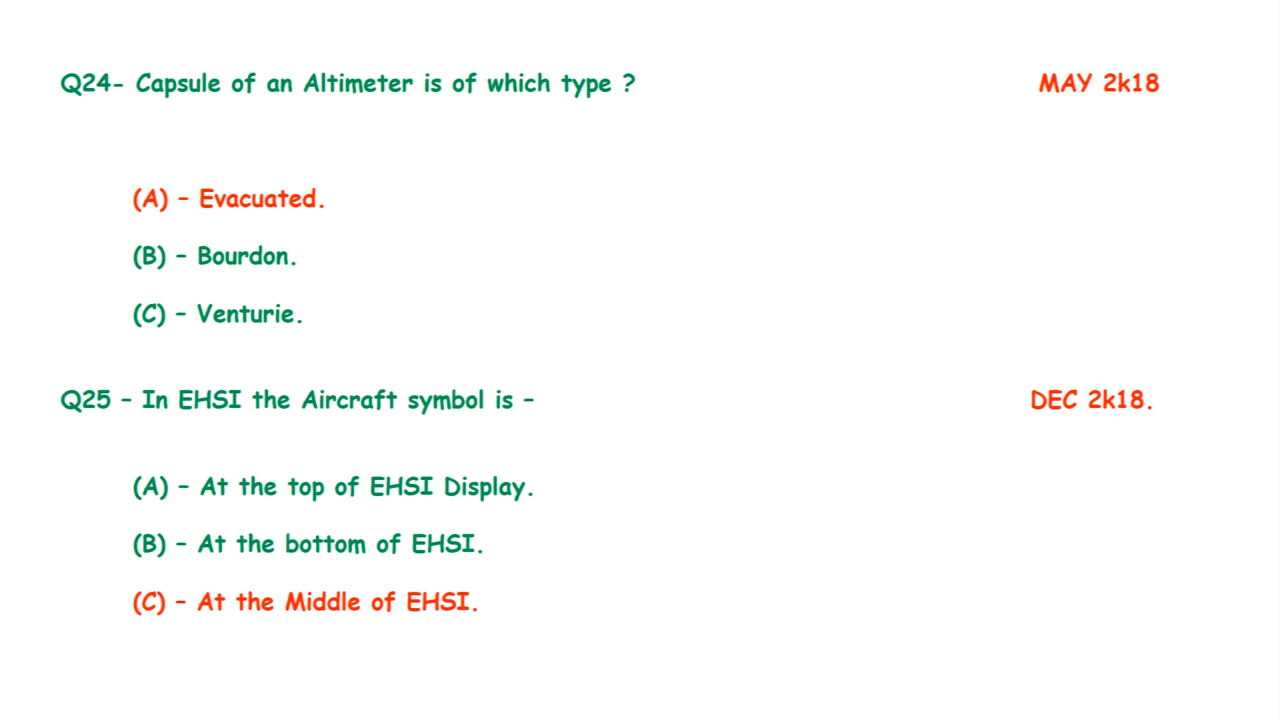 Q24- Capsule of an Altimeter is of which type ? MAY 2k18
(A) – Evacuated.
(B) – Bourdon.
(C) – Venturie.
Q25 – In EHSI the Aircraft symbol is – DEC 2k18.
(A) – At the top of EHSI Display.
(B) – At the bottom of EHSI.
(C) – At the Middle of EHSI.